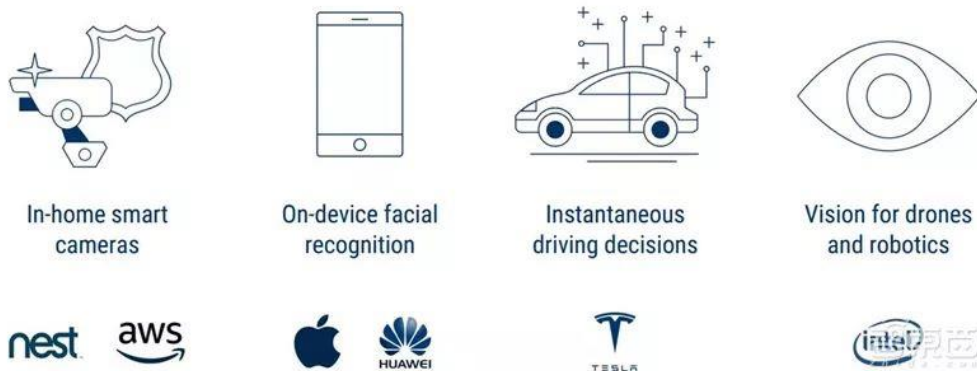 In-home smart
cameras
On-device facial
recognition
Instantaneous
driving decisions
Vision for drones
and robotics
nest
aws
HUAWEI
TESLA
intel